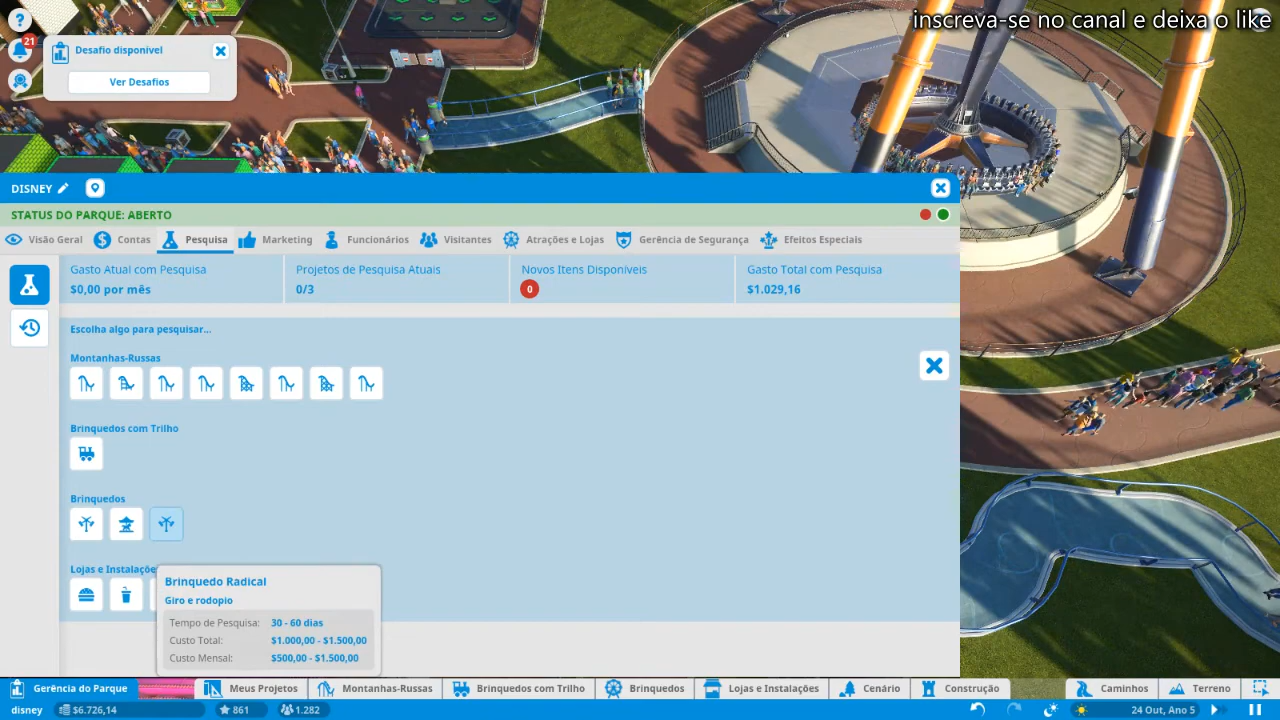 inscreva-se no canal e deixa o like
?
21
Desafio disponível
Ver Desafios
DISNEY
STATUS DO PARQUE: ABERTO
Visão Geral
Contas
Pesquisa
Marketing
Funcionários
Visitantes
Atrações e Lojas
Gerência de Segurança
Efeitos Especiais
Gasto Atual com Pesquisa
$0,00 por mês
Projetos de Pesquisa Atuais
0/3
Novos Itens Disponíveis
0
Gasto Total com Pesquisa
$1.029,16
Escolha algo para pesquisar...
Montanhas-Russas
Brinquedos com Trilho
Brinquedos
Lojas e Instalaçõe
Brinquedo Radical
Giro e rodopio
Tempo de Pesquisa: 30 - 60 dias
Custo Total: $1.000,00 - $1.500,00
Custo Mensal: $500,00 - $1.500,00
Gerência do Parque
Meus Projetos
Montanhas-Russas
Brinquedos com Trilho
Brinquedos
Lojas e Instalações
Cenário
Construção
Caminhos
Terreno
disney
$6.726,14
861
1.282
24 Out, Ano 5